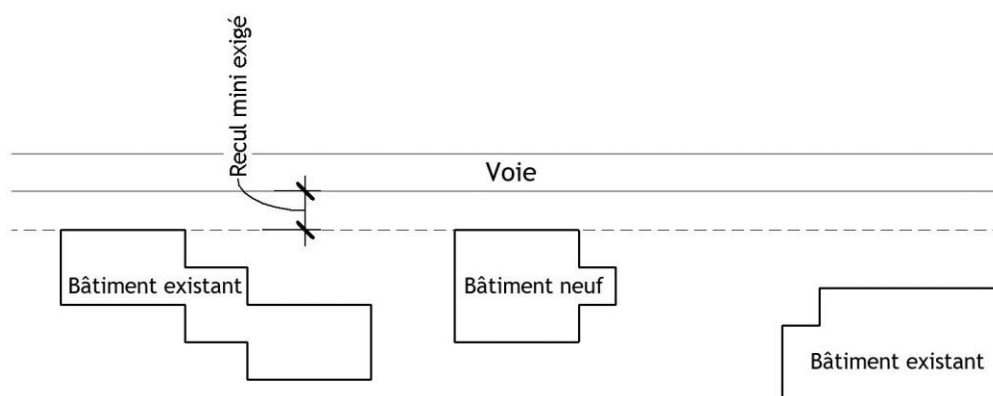 Recul mini exigé
Voie
Bâtiment existant
Bâtiment neuf
Bâtiment existant